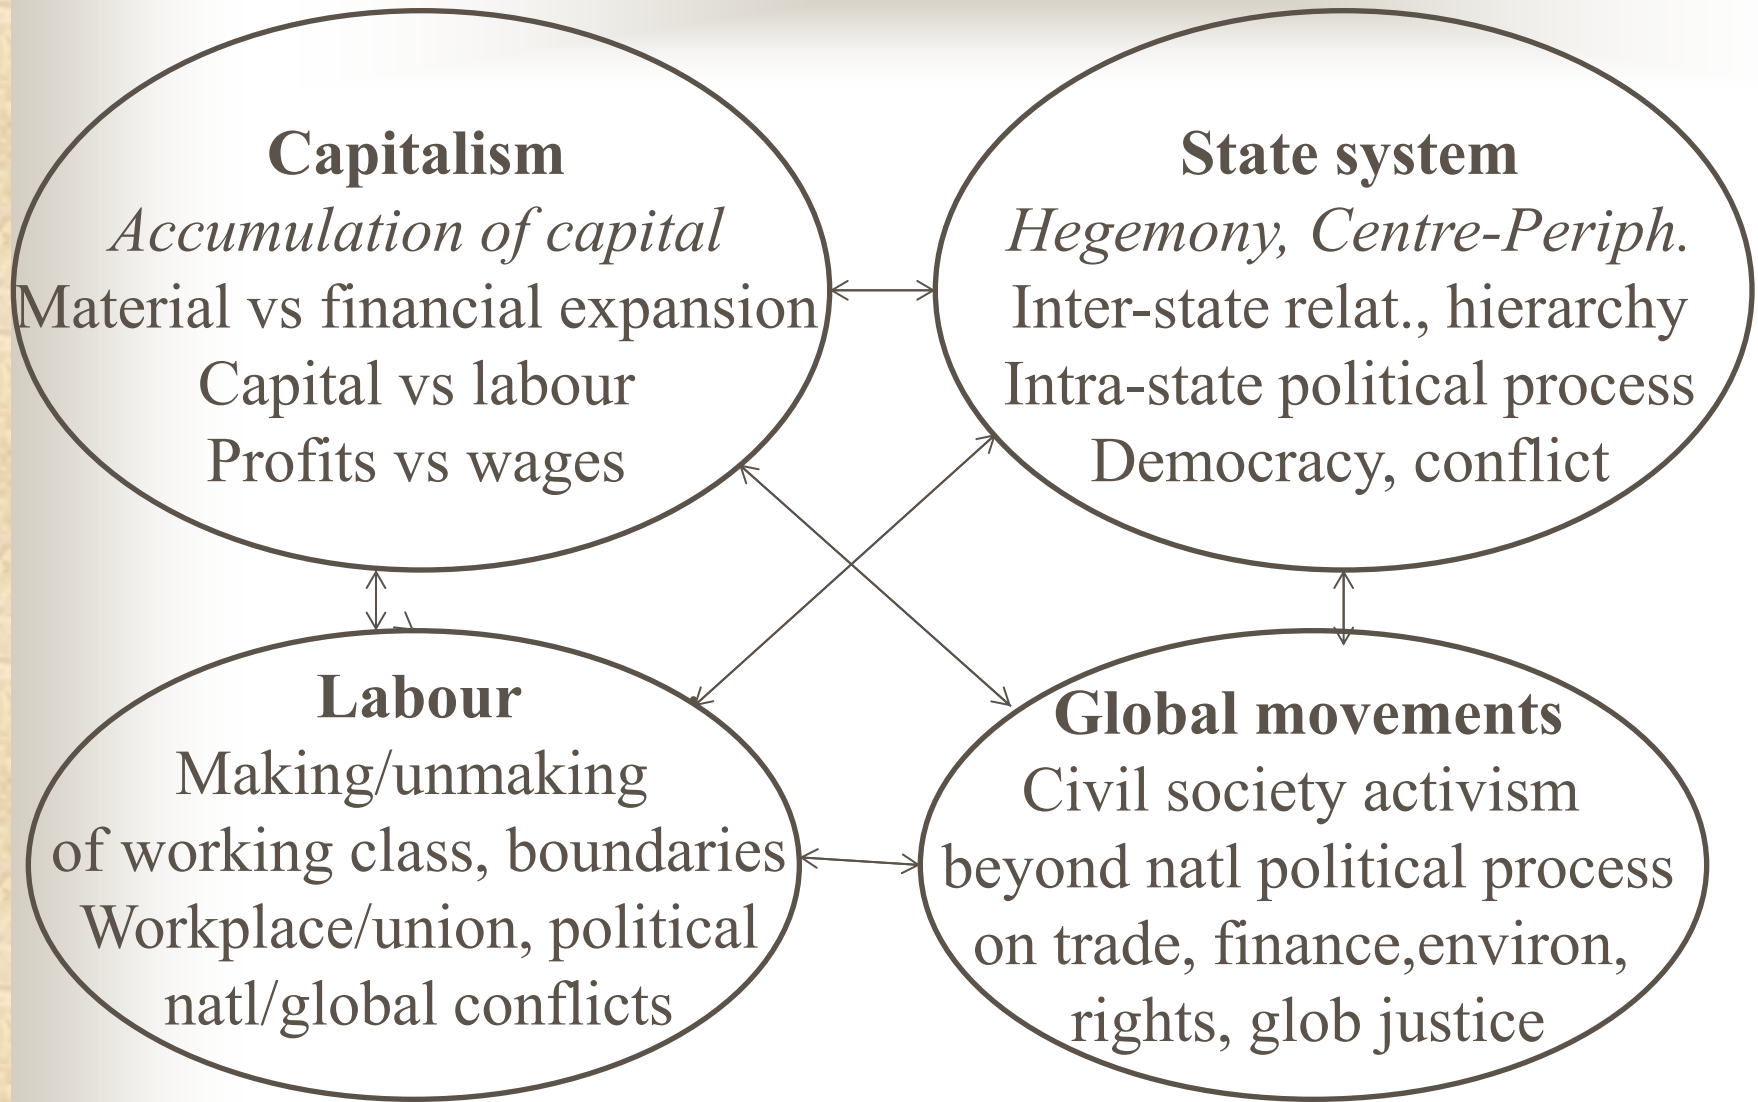 Capitalism
Accumulation of capital
Material vs financial expansion
Capital vs labour
Profits vs wages
State system
Hegemony, Centre-Periph.
Inter-state relat., hierarchy
Intra-state political process
Democracy, conflict
Labour
Making/unmaking
of working class, boundaries
Workplace/union, political
natl/global conflicts
Global movements
Civil society activism
beyond natl political process
on trade, finance,environ,
rights, glob justice